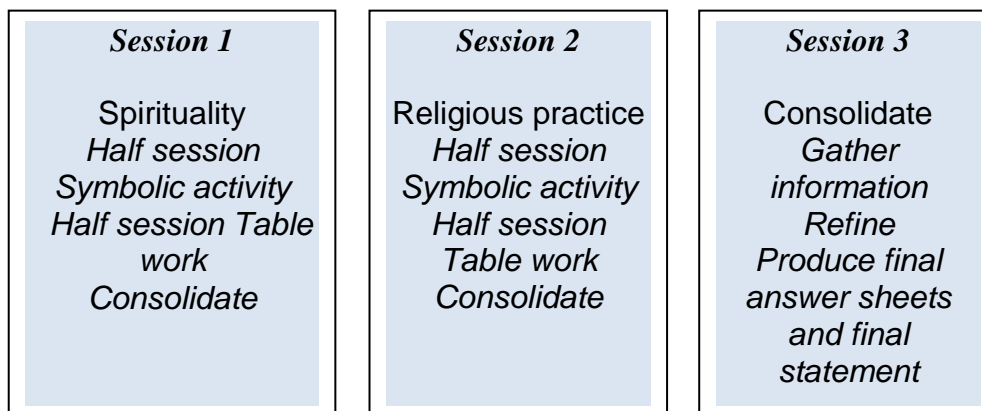 Session 1
Spirituality
Half session
Symbolic activity
Half session Table
work
Consolidate
Session 2
Religious practice
Half session
Symbolic activity
Half session
Table work
Consolidate
Session 3
Consolidate
Gather
information
Refine
Produce final
answer sheets
and final
statement